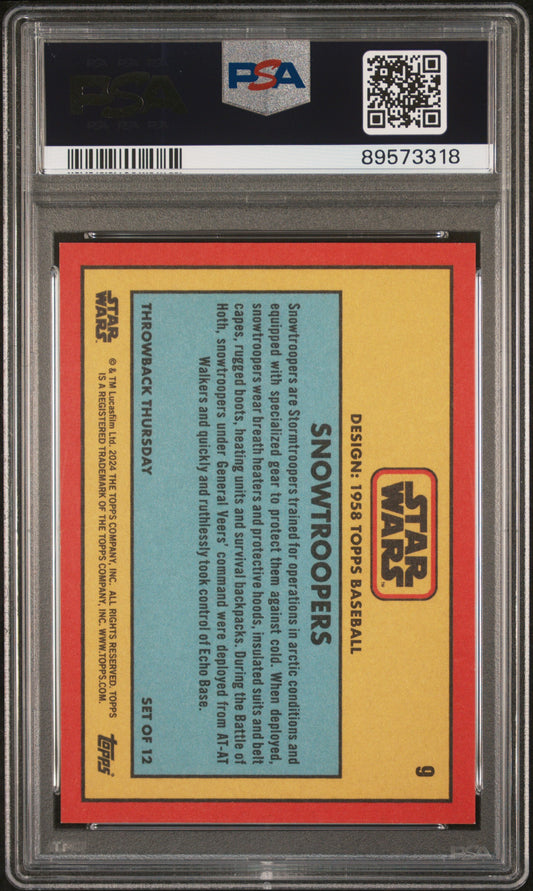 PSA
PSA
89573318
9
STAR WARS™
DESIGN: 1958 TOPPS BASEBALL
SNOWTROOPERS
Snowtroopers are Stormtroopers trained for operations in arctic conditions and
equipped with specialized gear to protect them against cold. When deployed,
snowtroopers wear breath heaters and protective hoods, insulated suits and belt
capes, rugged boots, heating units and survival backpacks. During the Battle of
Hoth, snowtroopers under General Veers' command were deployed from AT-AT
Walkers and quickly and ruthlessly took control of Echo Base.
THROWBACK THURSDAY
SET OF 12
STAR WARS
© & TM Lucasfilm Ltd. 2024 THE TOPPS COMPANY, INC. ALL RIGHTS RESERVED. TOPPS
IS A REGISTERED TRADEMARK OF THE TOPPS COMPANY, INC. WWW.TOPPS.COM.
topps
PSA